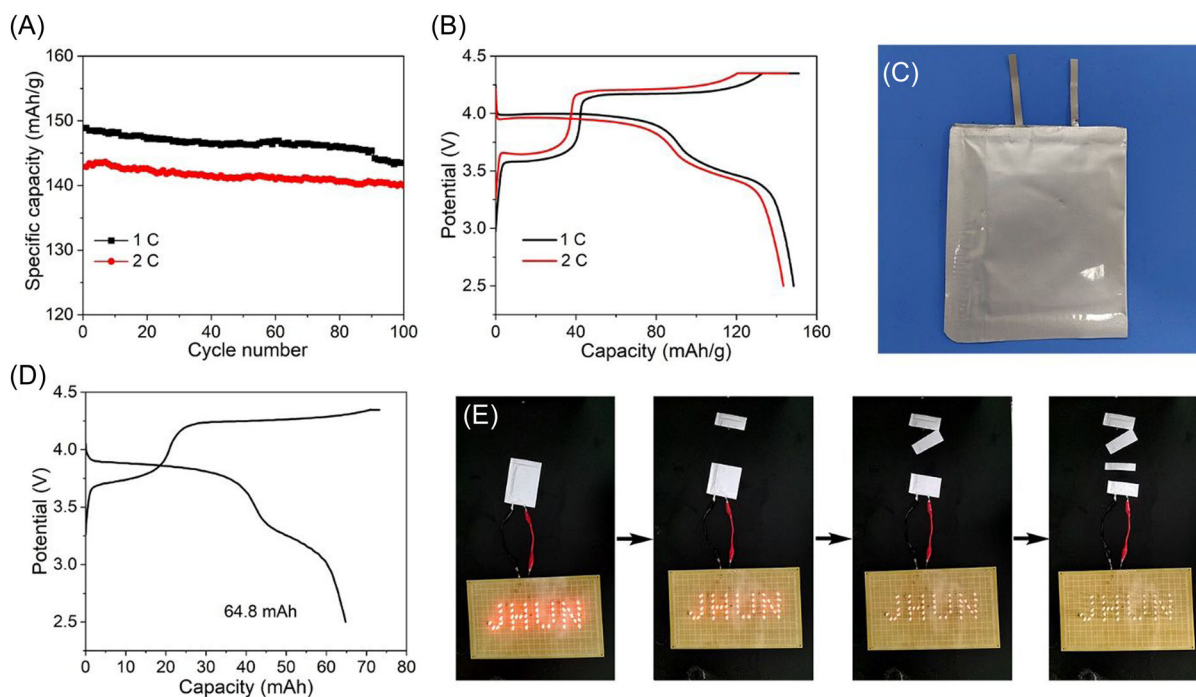 (A)
160
150
140
130
120
Specific capacity (mAh/g)
1 C
2 C
0 20 40 60 80 100
Cycle number
(B)
4.5
4.0
3.5
3.0
2.5
Potential (V)
1 C
2 C
0 40 80 120 160
Capacity (mAh/g)
(C)
(D)
4.5
4.0
3.5
3.0
2.5
Potential (V)
64.8 mAh
0 10 20 30 40 50 60 70 80
Capacity (mAh)
(E)
JHUN
JHUN
JHUN
JHUN